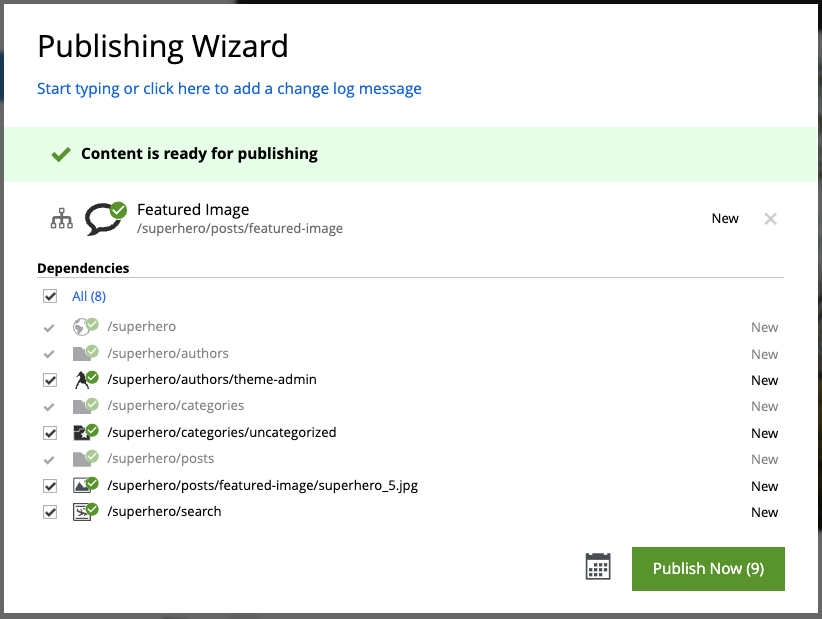 Publishing Wizard
Start typing or click here to add a change log message
Content is ready for publishing
Featured Image
/superhero/posts/featured-image
New
Dependencies
All (8)
/superhero New
/superhero/authors New
/superhero/authors/theme-admin New
/superhero/categories New
/superhero/categories/uncategorized New
/superhero/posts New
/superhero/posts/featured-image/superhero_5.jpg New
/superhero/search New
Publish Now (9)